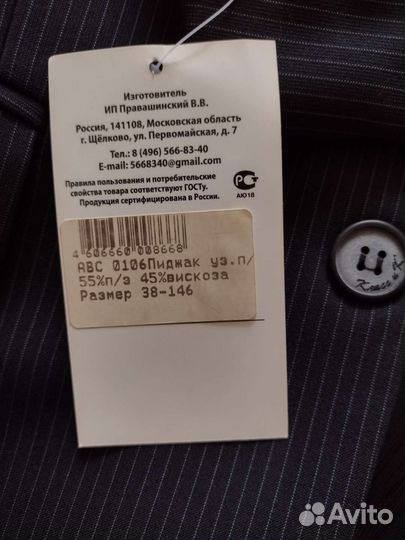 Изготовитель
ИП Правашинский В.В.
Россия, 141108, Московская область
г. Щёлково, ул. Первомайская, д. 7
Тел.: 8 (496) 566-83-40
E-mail: 5668340@gmail.com
Правила пользования и потребительские
свойства товара соответствуют ГОСТу.
Продукция сертифицирована в России.
АЮ18
4 606660 008668
АВС 0106Пиджак уз.п/
55%п/э 45%вискоза
Размер 38-146
Avito